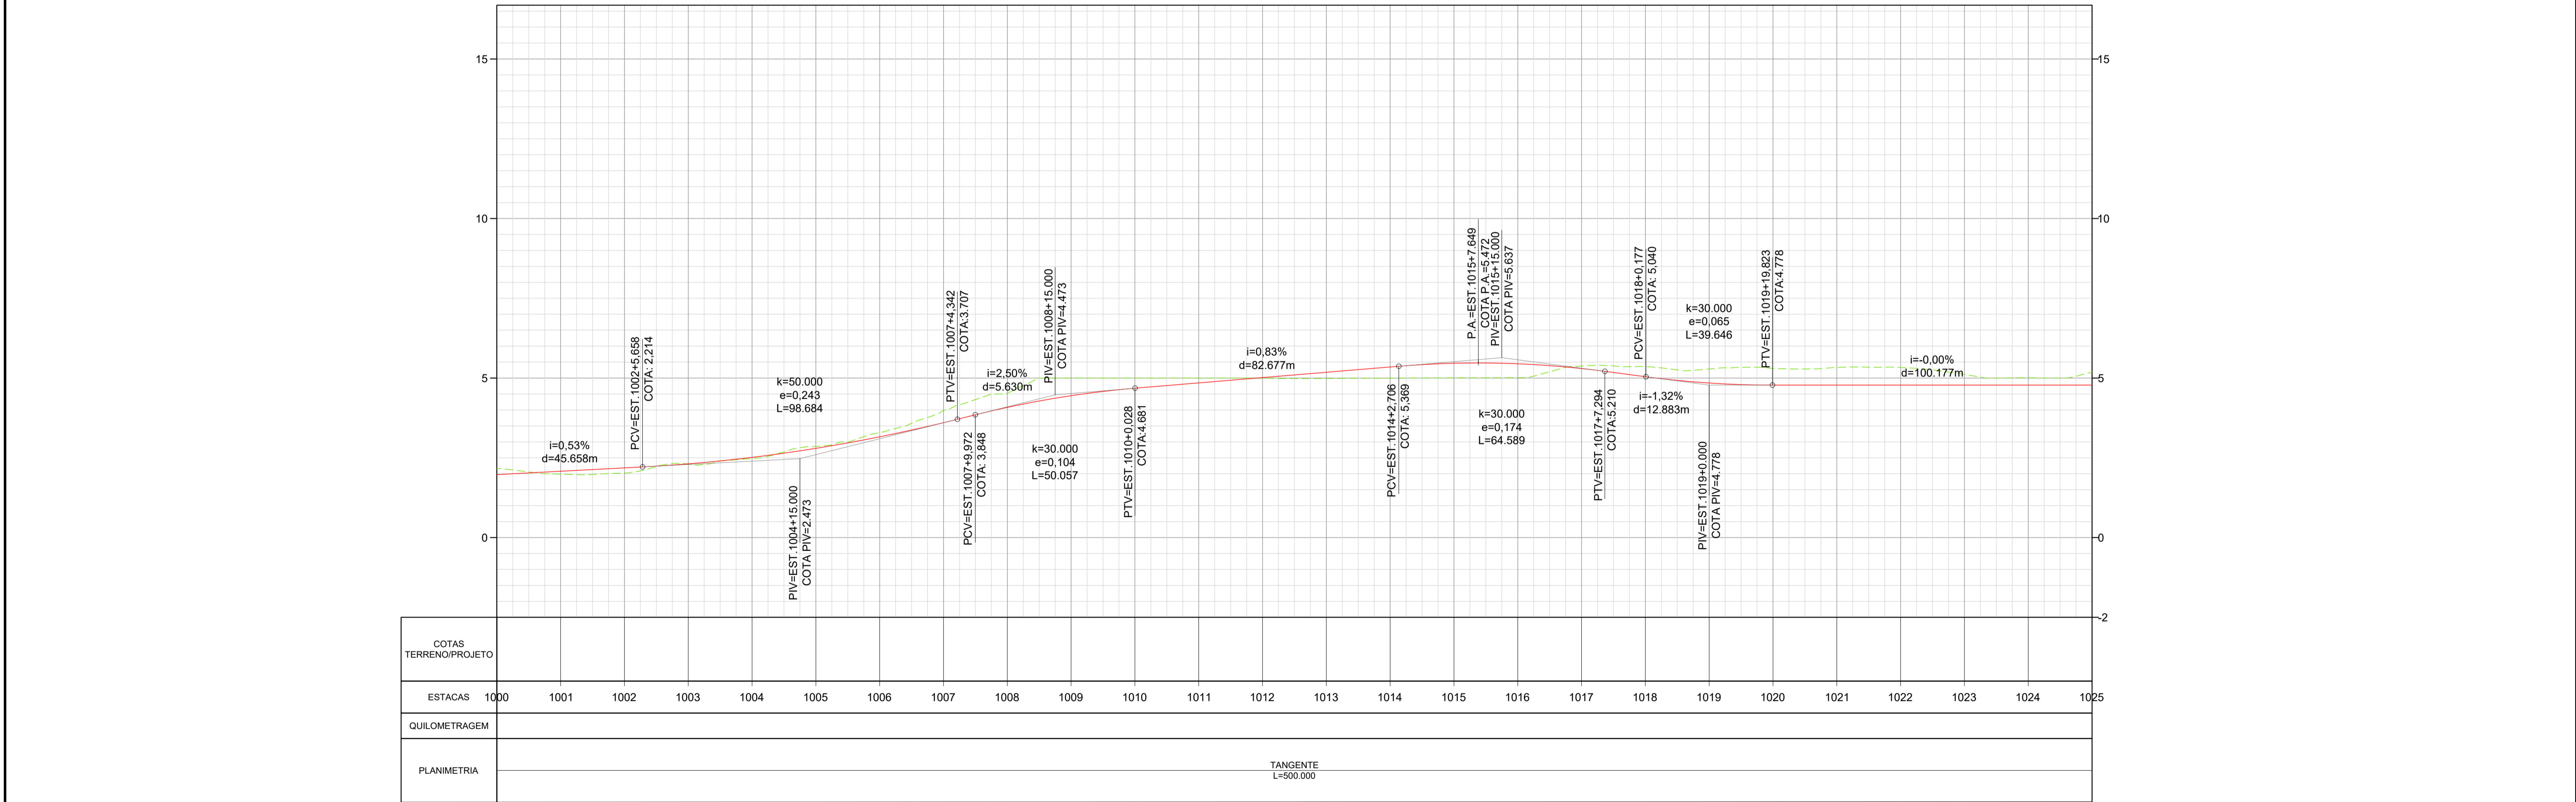 15
15
10
10
5
5
0
0
-2
i=0,53%
d=45.658m
PCV=EST.1002+5,658
COTA: 2,214
k=50.000
e=0,243
L=98.684
PIV=EST.1004+15.000
COTA PIV=2.473
PTV=EST.1007+4,342
COTA:3.707
i=2,50%
d=5.630m
PCV=EST.1007+9,972
COTA: 3,848
PIV=EST.1008+15.000
COTA PIV=4.473
k=30.000
e=0,104
L=50.057
PTV=EST.1010+0,028
COTA:4.681
i=0,83%
d=82.677m
PCV=EST.1014+2,706
COTA: 5,369
P.A.=EST.1015+7.649
COTA P.A.=5.472
PIV=EST.1015+15.000
COTA PIV=5.637
k=30.000
e=0,174
L=64.589
PTV=EST.1017+7,294
COTA:5.210
PCV=EST.1018+0,177
COTA: 5,040
i=-1,32%
d=12.883m
k=30.000
e=0,065
L=39.646
PIV=EST.1019+0.000
COTA PIV=4.778
PTV=EST.1019+19,823
COTA:4.778
i=-0,00%
d=100.177m
COTAS
TERRENO/PROJETO
ESTACAS 1000 1001 1002 1003 1004 1005 1006 1007 1008 1009 1010 1011 1012 1013 1014 1015 1016 1017 1018 1019 1020 1021 1022 1023 1024 1025
QUILOMETRAGEM
PLANIMETRIA
TANGENTE
L=500.000